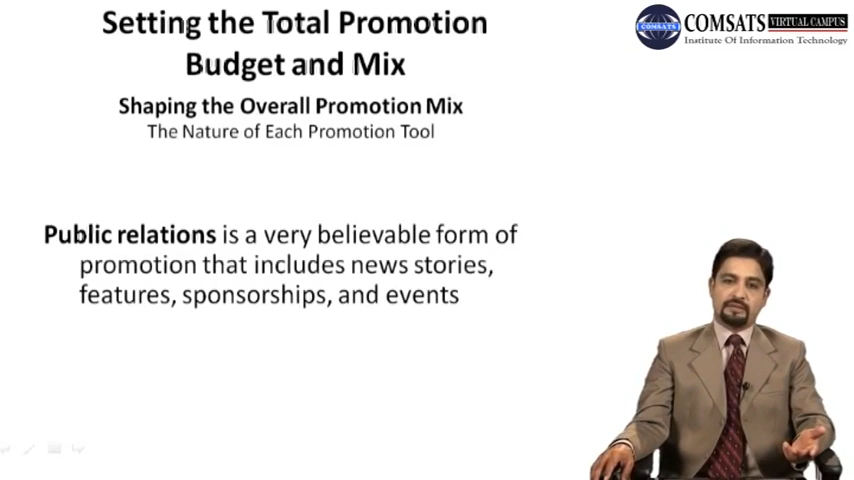 Setting the Total Promotion
Budget and Mix
Shaping the Overall Promotion Mix
The Nature of Each Promotion Tool
COMSATS VIRTUAL CAMPUS
Institute Of Information Technology
COMSATS
Public relations is a very believable form of
promotion that includes news stories,
features, sponsorships, and events